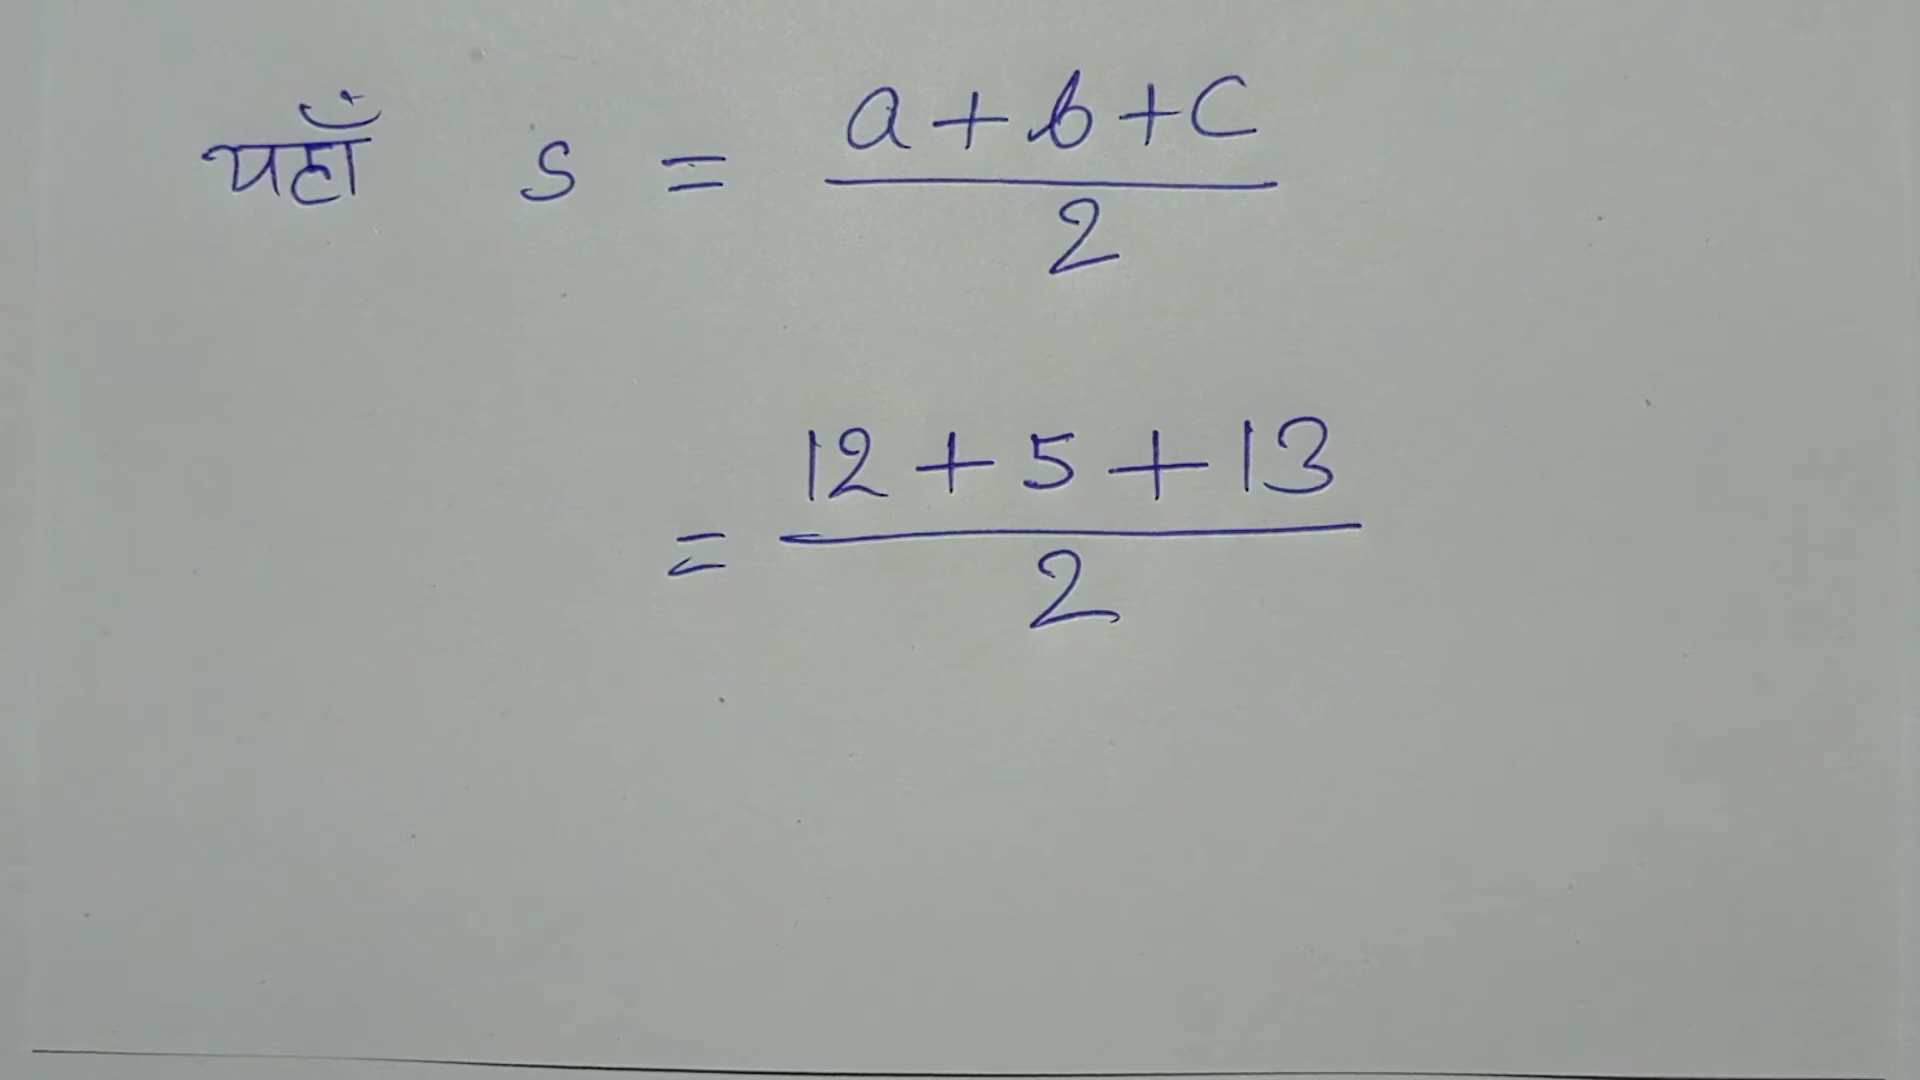 यहाँ s = a+b+c / 2
= 12+5+13 / 2